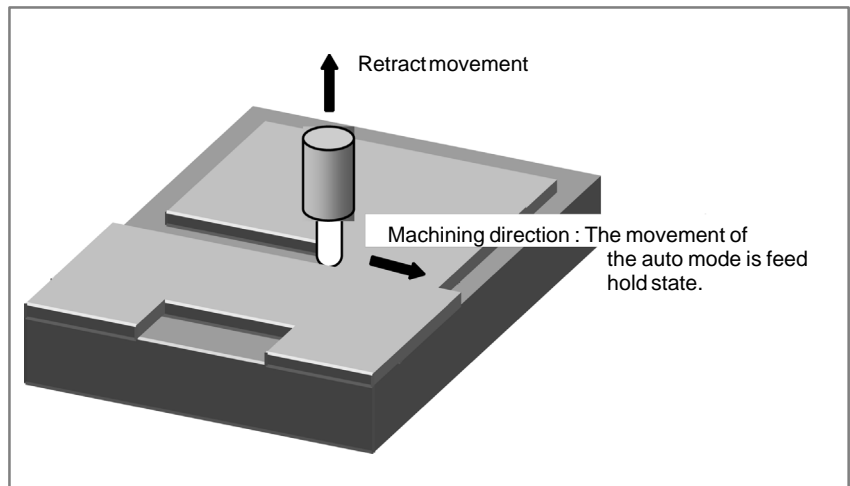 Retract movement
Machining direction : The movement of
the auto mode is feed
hold state.